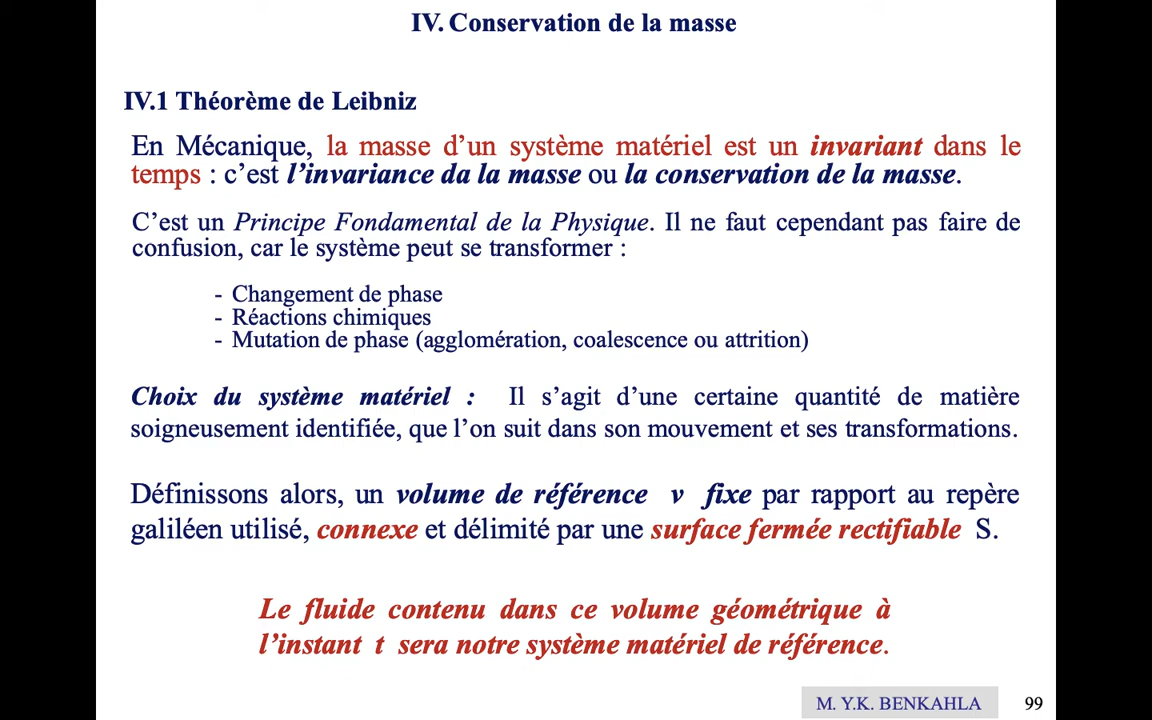 IV. Conservation de la masse
IV.1 Théorème de Leibniz
En Mécanique, la masse d’un système matériel est un invariant dans le
temps : c’est l’invariance da la masse ou la conservation de la masse.
C’est un Principe Fondamental de la Physique. Il ne faut cependant pas faire de
confusion, car le système peut se transformer :
- Changement de phase
- Réactions chimiques
- Mutation de phase (agglomération, coalescence ou attrition)
Choix du système matériel : Il s’agit d’une certaine quantité de matière
soigneusement identifiée, que l’on suit dans son mouvement et ses transformations.
Définissons alors, un volume de référence v fixe par rapport au repère
galiléen utilisé, connexe et délimité par une surface fermée rectifiable S.
Le fluide contenu dans ce volume géométrique à
l’instant t sera notre système matériel de référence.
M. Y.K. BENKAHLA 99